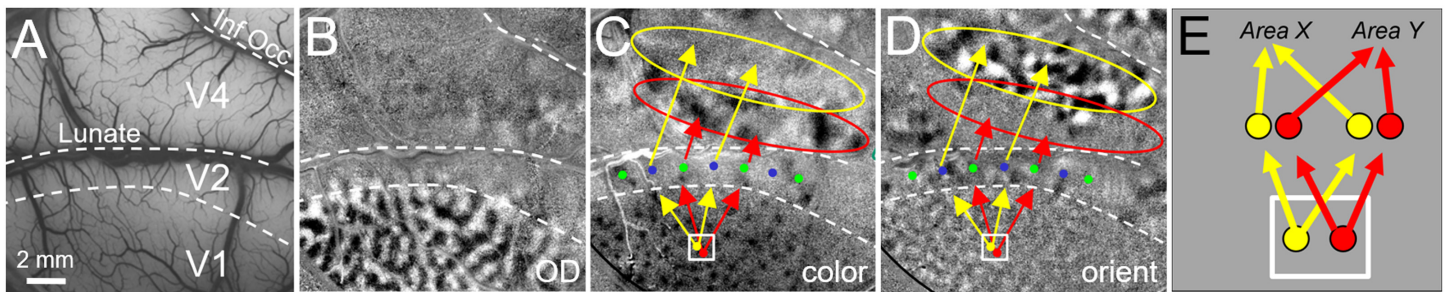 A
Inf Occ
V4
Lunate
V2
V1
2 mm
B
OD
C
color
D
orient
E
Area X Area Y